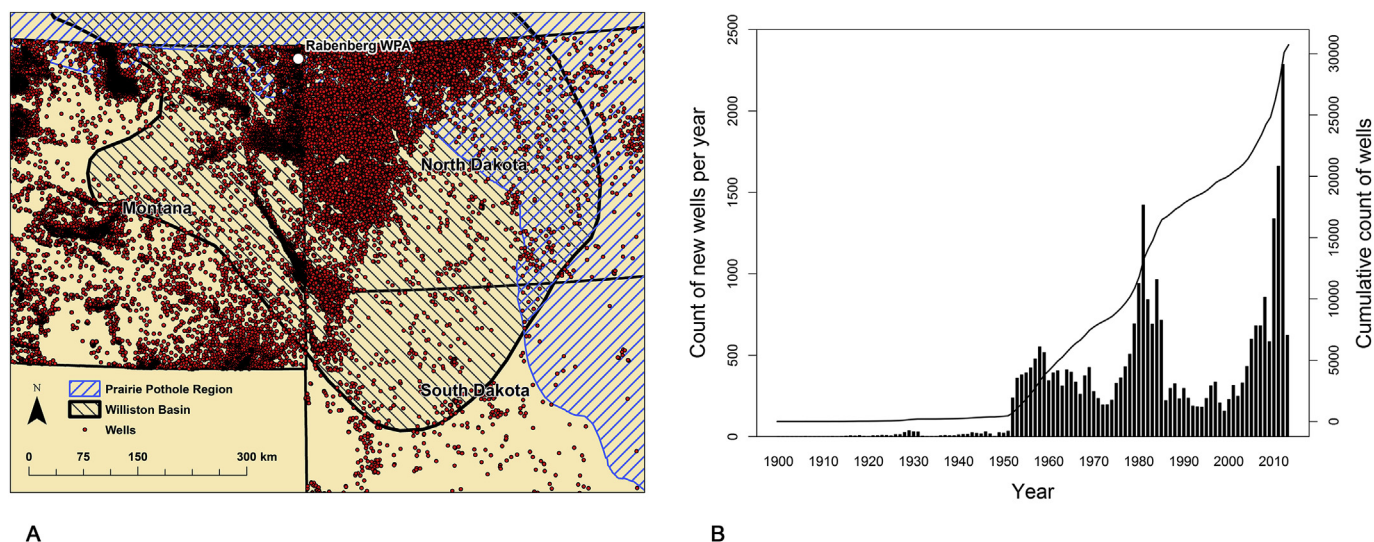 Rabenberg WPA
North Dakota
Montana
South Dakota
N
Prairie Pothole Region
Williston Basin
Wells
0 75 150 300 km
A
Count of new wells per year
2500
2000
1500
1000
500
0
30000
25000
20000
15000
10000
5000
0
Cumulative count of wells
1900 1910 1920 1930 1940 1950 1960 1970 1980 1990 2000 2010
Year
B